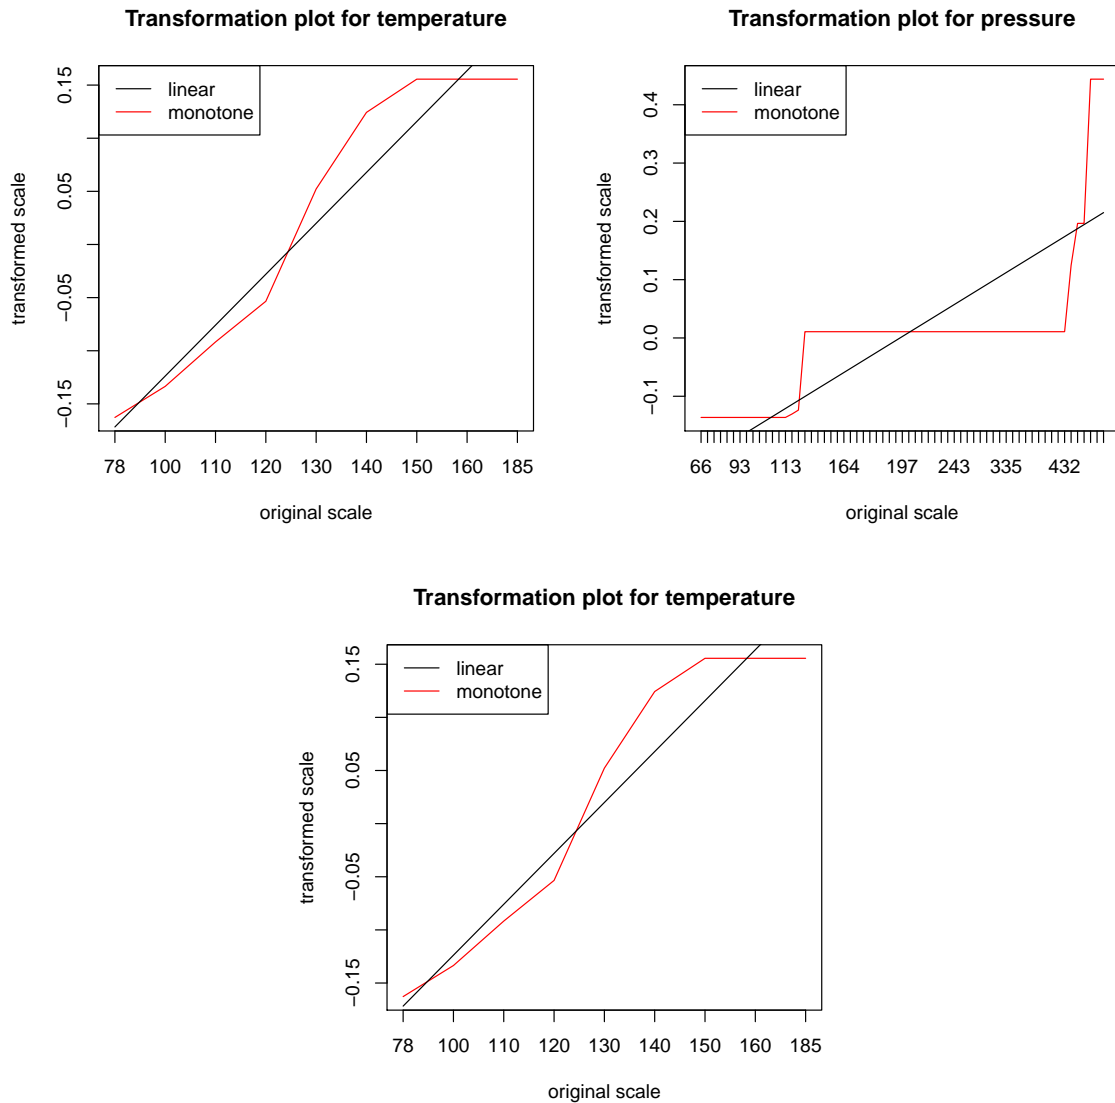 Transformation plot for temperature
linear
monotone
transformed scale
0.15
0.05
−0.05
−0.15
78 100 110 120 130 140 150 160 185
original scale
Transformation plot for pressure
linear
monotone
transformed scale
0.4
0.3
0.2
0.1
0.0
−0.1
66 93 113 164 197 243 335 432
original scale
Transformation plot for temperature
linear
monotone
transformed scale
0.15
0.05
−0.05
−0.15
78 100 110 120 130 140 150 160 185
original scale